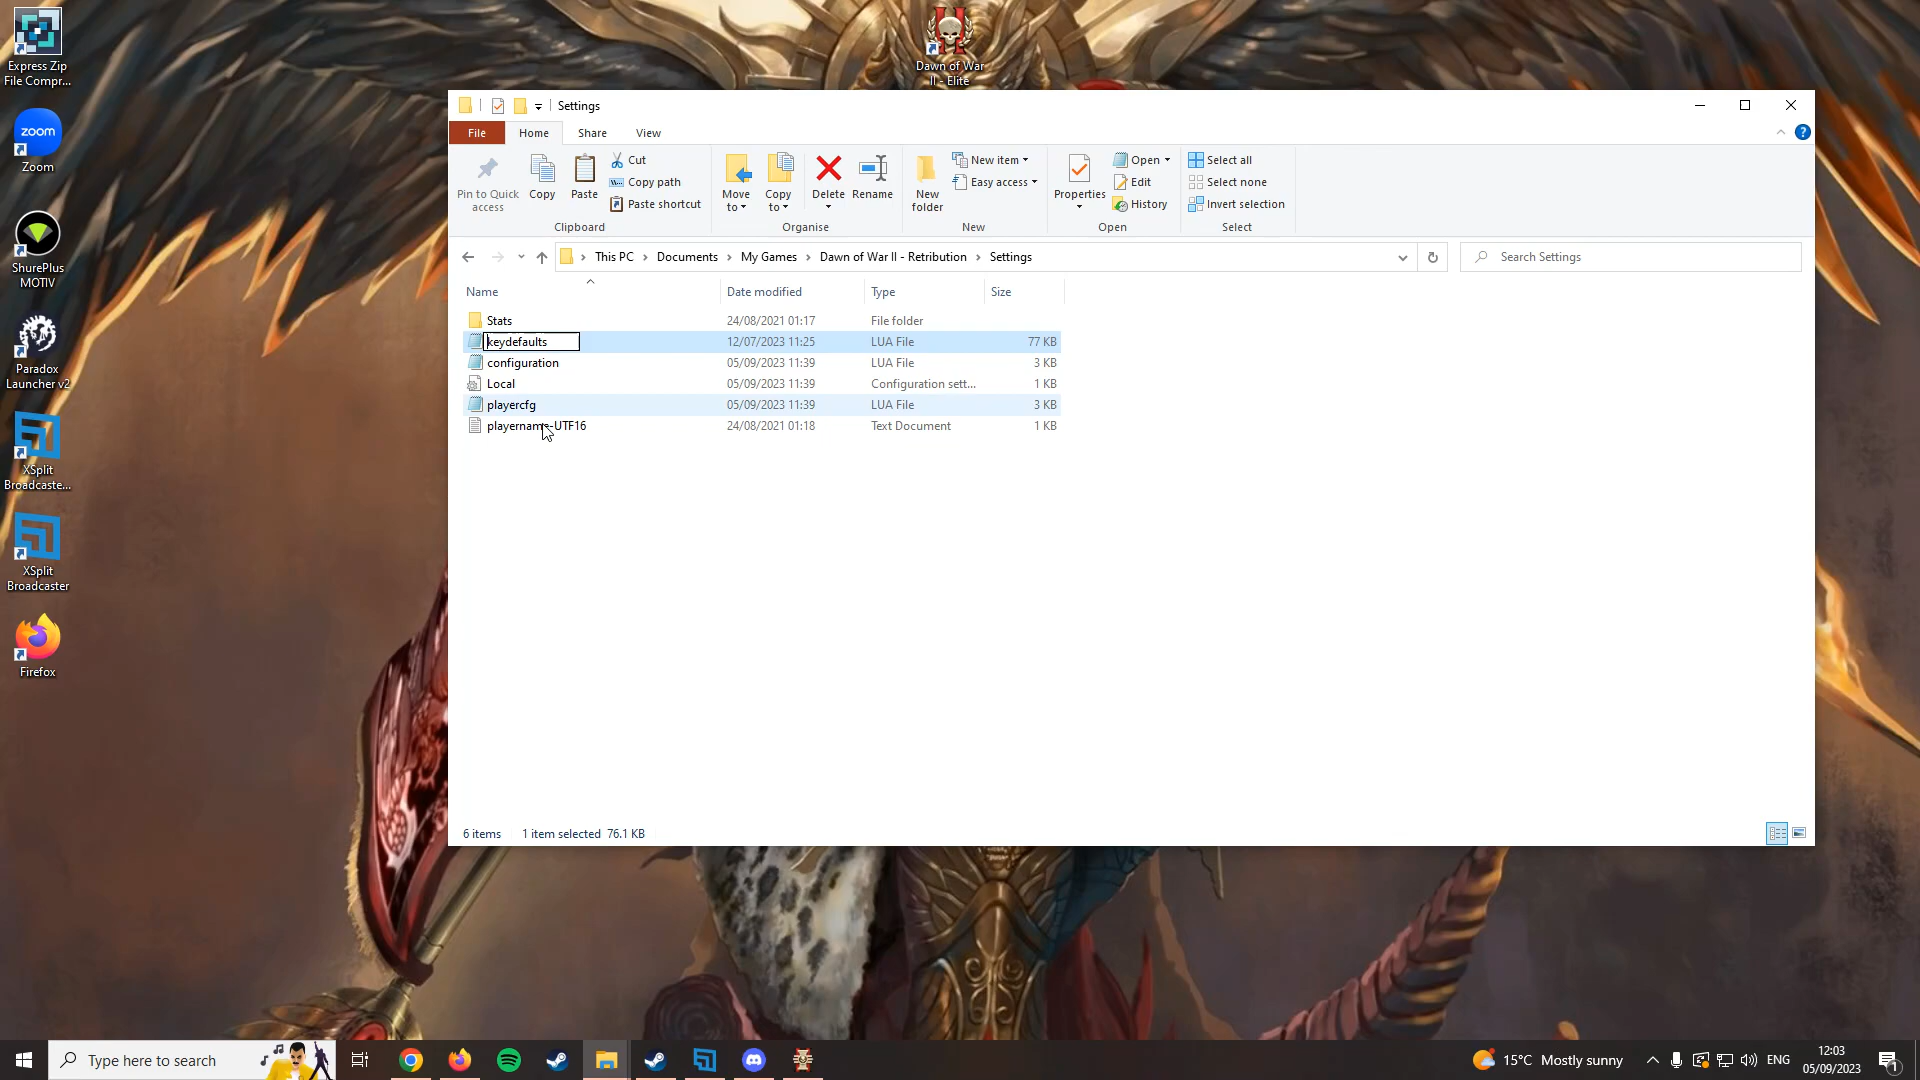 Express Zip
File Compr...
zoom
Zoom
ShurePlus
MOTIV
Paradox
Launcher v2
XSplit
Broadcaste...
XSplit
Broadcaster
Firefox
Dawn of War
II - Elite
Settings
File
Home
Share
View
?
Pin to Quick
access
Copy
Paste
Cut
Copy path
Paste shortcut
Clipboard
Move
to
Copy
to
Delete
Rename
Organise
New
folder
New item
Easy access
New
Properties
Open
Edit
History
Open
Select all
Select none
Invert selection
Select
This PC
Documents
My Games
Dawn of War II - Retribution
Settings
Search Settings
Name
Date modified
Type
Size
Stats 24/08/2021 01:17 File folder
keydefaults 12/07/2023 11:25 LUA File 77 KB
configuration 05/09/2023 11:39 LUA File 3 KB
Local 05/09/2023 11:39 Configuration sett... 1 KB
playercfg 05/09/2023 11:39 LUA File 3 KB
playername-UTF16 24/08/2021 01:18 Text Document 1 KB
6 items 1 item selected 76.1 KB
Type here to search
15°C Mostly sunny
ENG
12:03
05/09/2023
1